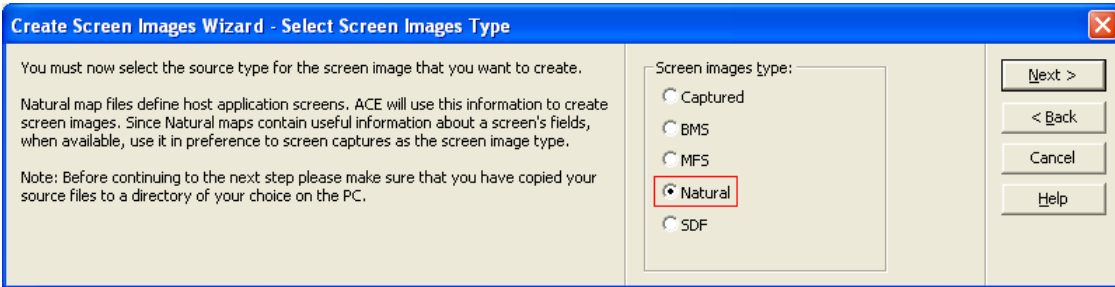 Create Screen Images Wizard - Select Screen Images Type
You must now select the source type for the screen image that you want to create.
Natural map files define host application screens. ACE will use this information to create
screen images. Since Natural maps contain useful information about a screen's fields,
when available, use it in preference to screen captures as the screen image type.
Note: Before continuing to the next step please make sure that you have copied your
source files to a directory of your choice on the PC.
Screen images type:
Captured
BMS
MFS
Natural
SDF
Next >
< Back
Cancel
Help